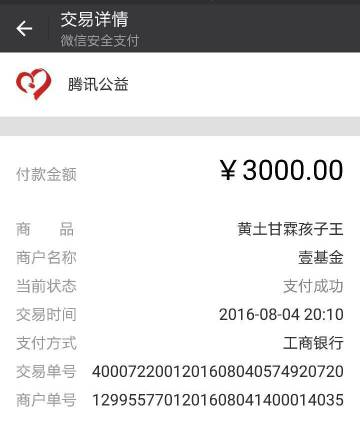 交易详情
微信安全支付
腾讯公益
付款金额 ￥3000.00
商 品 黄土甘霖孩子王
商户名称 壹基金
当前状态 支付成功
交易时间 2016-08-04 20:10
支付方式 工商银行
交易单号 4000722001201608040574920720
商户单号 1299557701201608041400014035